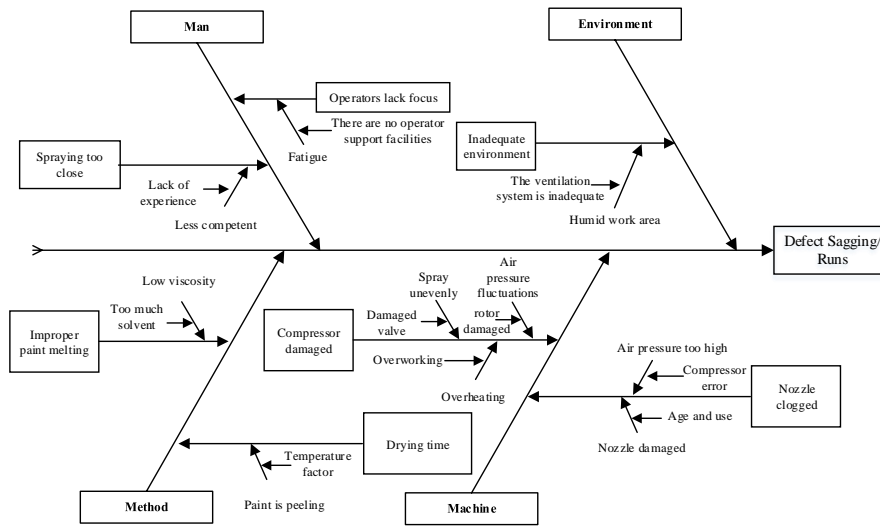 Man
Environment
Operators lack focus
There are no operator
support facilities
Fatigue
Spraying too
close
Lack of
experience
Less competent
Inadequate
environment
The ventilation
system is inadequate
Humid work area
Defect Sagging/
Runs
Low viscosity
Too much
solvent
Improper
paint melting
Spray
unevenly
Air
pressure
fluctuations
Damaged
valve
rotor
damaged
Compressor
damaged
Overworking
Overheating
Air pressure too high
Compressor
error
Nozzle
clogged
Age and use
Nozzle damaged
Drying time
Temperature
factor
Paint is peeling
Method
Machine